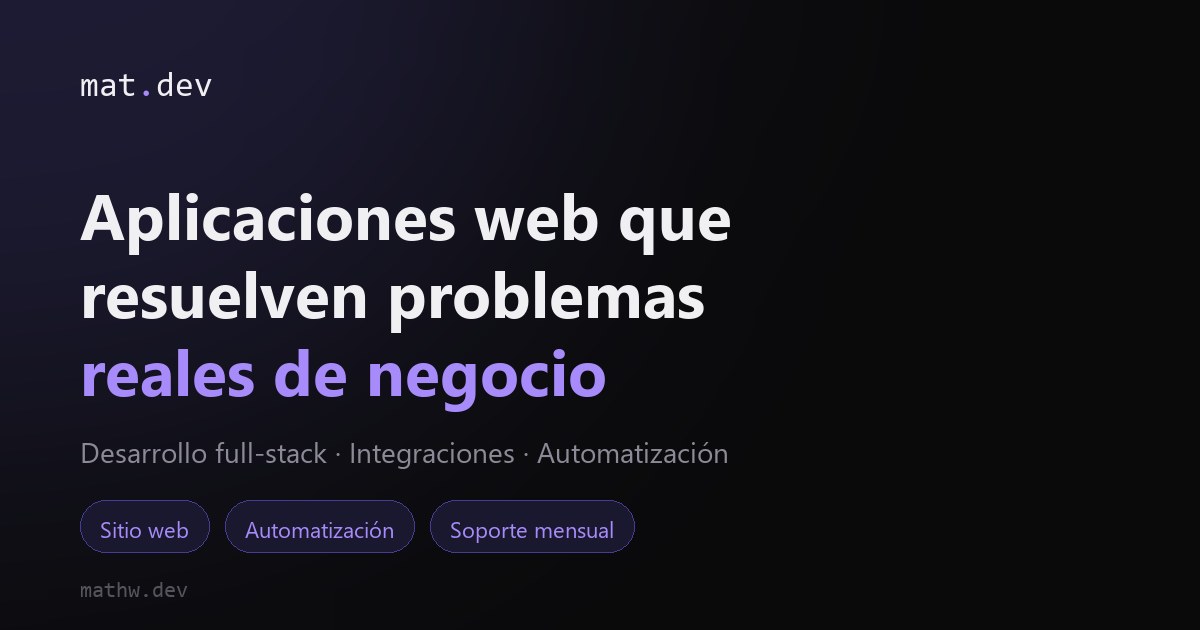 mat.dev
Aplicaciones web que
resuelven problemas
reales de negocio
Desarrollo full-stack · Integraciones · Automatización
Sitio web
Automatización
Soporte mensual
mathw.dev